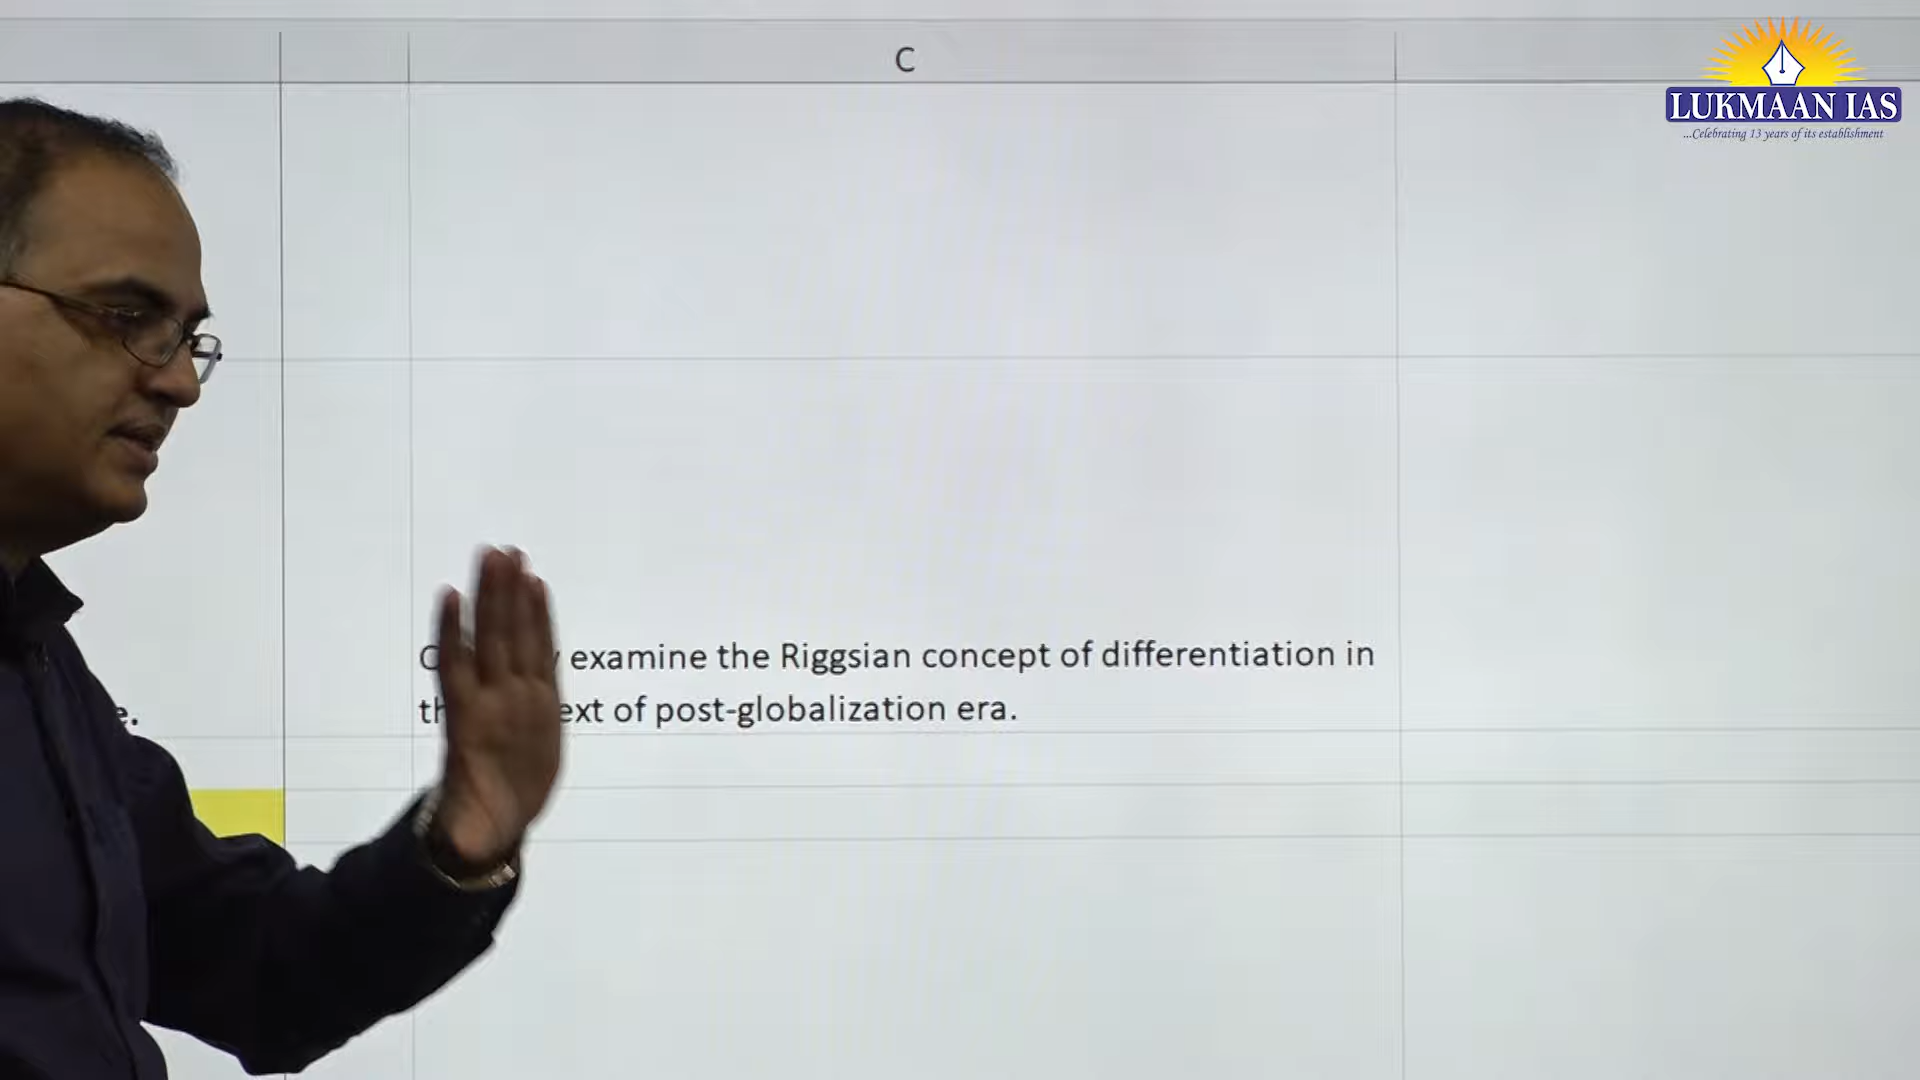 C
LUKMAAN IAS
...Celebrating 13 years of its establishment
examine the Riggsian concept of differentiation in
of post-globalization era.